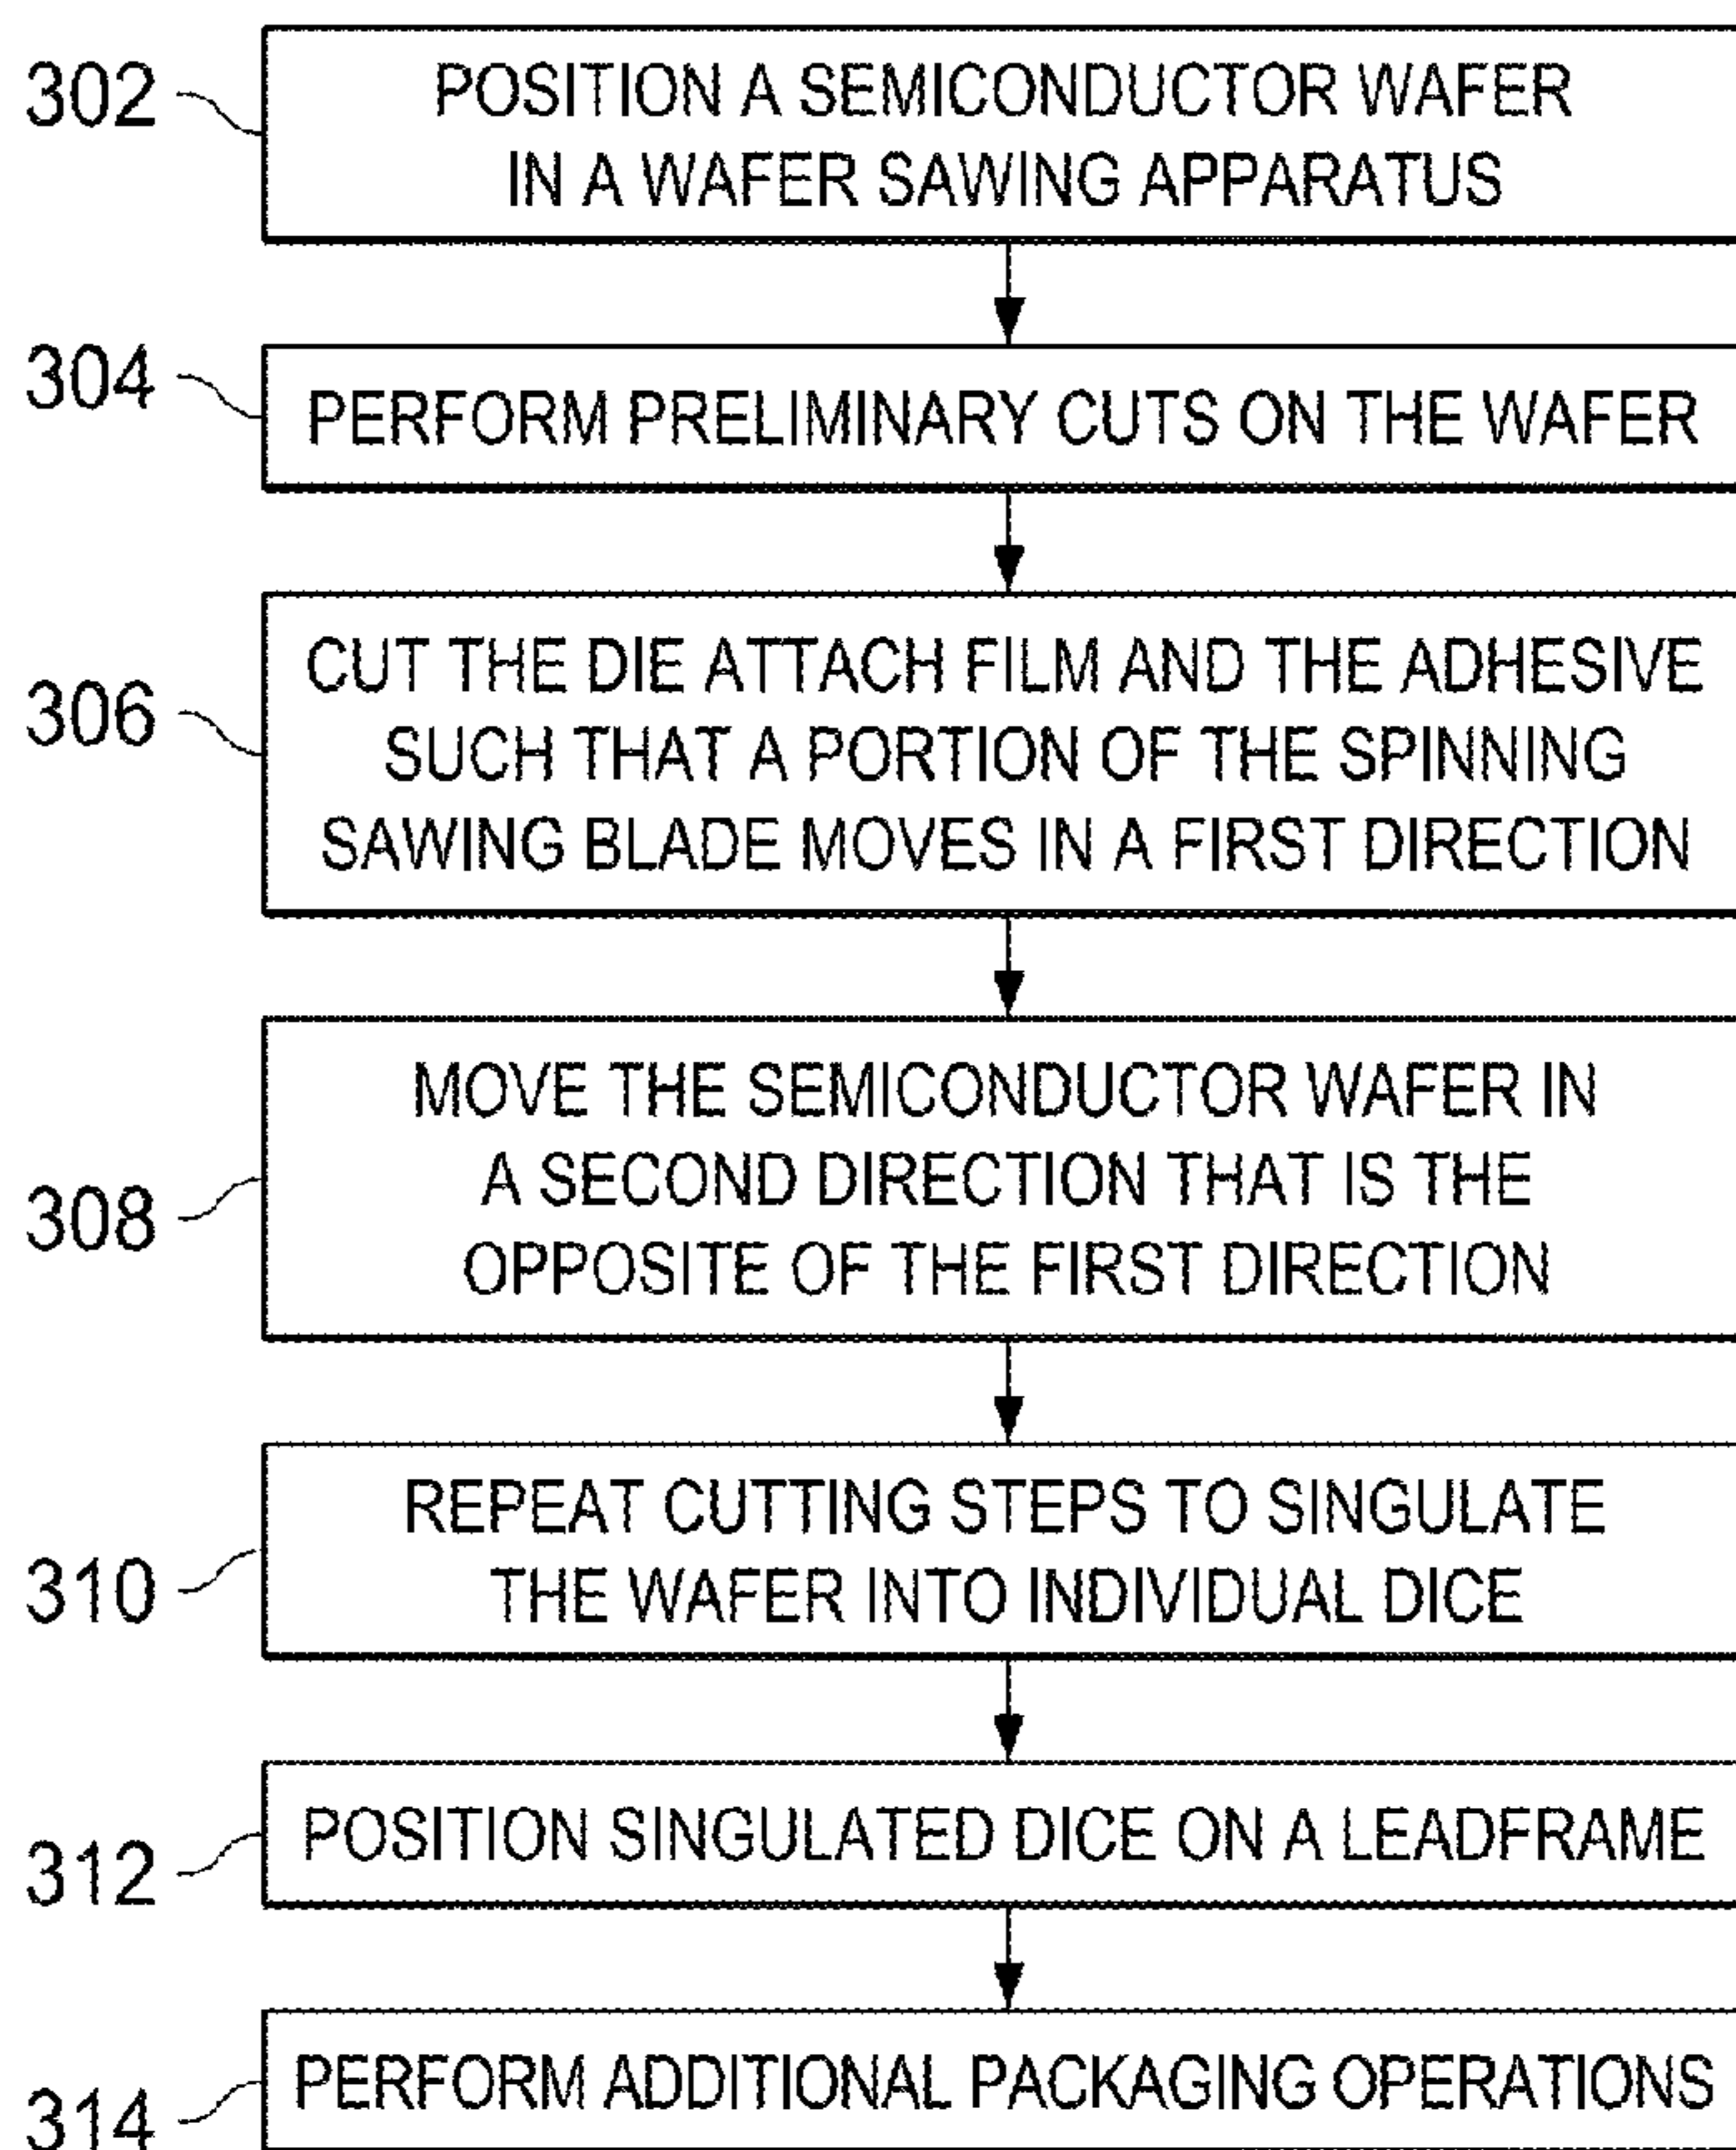 302
POSITION A SEMICONDUCTOR WAFER
IN A WAFER SAWING APPARATUS
304
PERFORM PRELIMINARY CUTS ON THE WAFER
306
CUT THE DIE ATTACH FILM AND THE ADHESIVE
SUCH THAT A PORTION OF THE SPINNING
SAWING BLADE MOVES IN A FIRST DIRECTION
308
MOVE THE SEMICONDUCTOR WAFER IN
A SECOND DIRECTION THAT IS THE
OPPOSITE OF THE FIRST DIRECTION
310
REPEAT CUTTING STEPS TO SINGULATE
THE WAFER INTO INDIVIDUAL DICE
312
POSITION SINGULATED DICE ON A LEADFRAME
314
PERFORM ADDITIONAL PACKAGING OPERATIONS